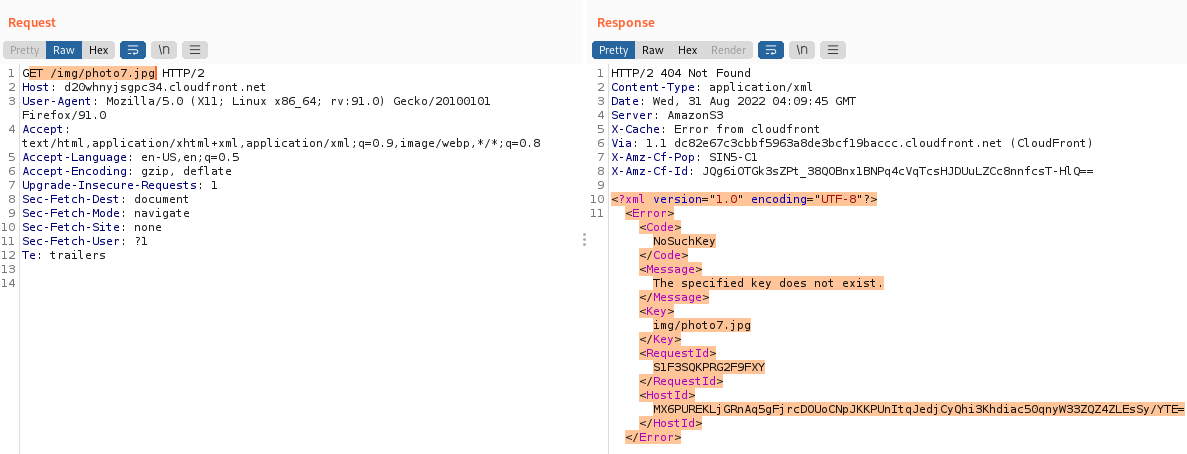 Request
Pretty Raw Hex \n
1 GET /img/photo7.jpg HTTP/2
2 Host: d20whnyjsgpc34.cloudfront.net
3 User-Agent: Mozilla/5.0 (X11; Linux x86_64; rv:91.0) Gecko/20100101
Firefox/91.0
4 Accept:
text/html,application/xhtml+xml,application/xml;q=0.9,image/webp,*/*;q=0.8
5 Accept-Language: en-US,en;q=0.5
6 Accept-Encoding: gzip, deflate
7 Upgrade-Insecure-Requests: 1
8 Sec-Fetch-Dest: document
9 Sec-Fetch-Mode: navigate
10 Sec-Fetch-Site: none
11 Sec-Fetch-User: ?1
12 Te: trailers
13
14
Response
Pretty Raw Hex Render \n
1 HTTP/2 404 Not Found
2 Content-Type: application/xml
3 Date: Wed, 31 Aug 2022 04:09:45 GMT
4 Server: AmazonS3
5 X-Cache: Error from cloudfront
6 Via: 1.1 dc82e67c3cbbf5963a8de3bcf19baccc.cloudfront.net (CloudFront)
7 X-Amz-Cf-Pop: SIN5-C1
8 X-Amz-Cf-Id: JQg6iOTGk3sZPt_38QOBnx1BNPq4cVqTcsHJDUuLZCc8nnfcsT-HlQ==
9
10 <?xml version="1.0" encoding="UTF-8"?>
11 <Error>
<Code>
NoSuchKey
</Code>
<Message>
The specified key does not exist.
</Message>
<Key>
img/photo7.jpg
</Key>
<RequestId>
S1F3SQKPRG2F9FXY
</RequestId>
<HostId>
MX6PUREKLjGRnAq5gFjrcDOUoCNpJKKPUnItqJedjCyQhi3Khdiac5OqnyW33ZQZ4ZLEsSy/YTE=
</HostId>
</Error>